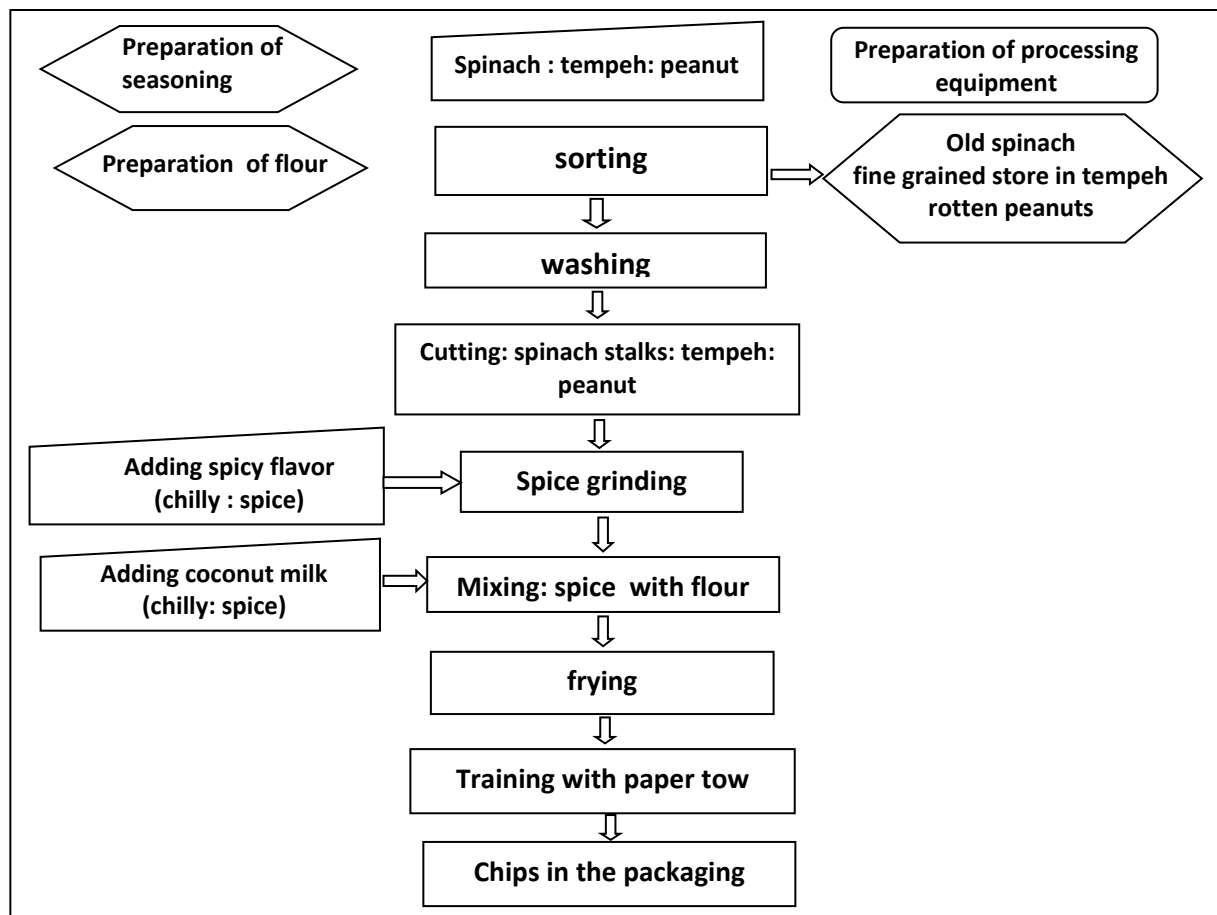 Preparation of
seasoning
Spinach : tempeh: peanut
Preparation of processing
equipment
Preparation of flour
sorting
Old spinach
fine grained store in tempeh
rotten peanuts
washing
Cutting: spinach stalks: tempeh:
peanut
Adding spicy flavor
(chilly : spice)
Spice grinding
Adding coconut milk
(chilly: spice)
Mixing: spice with flour
frying
Training with paper tow
Chips in the packaging